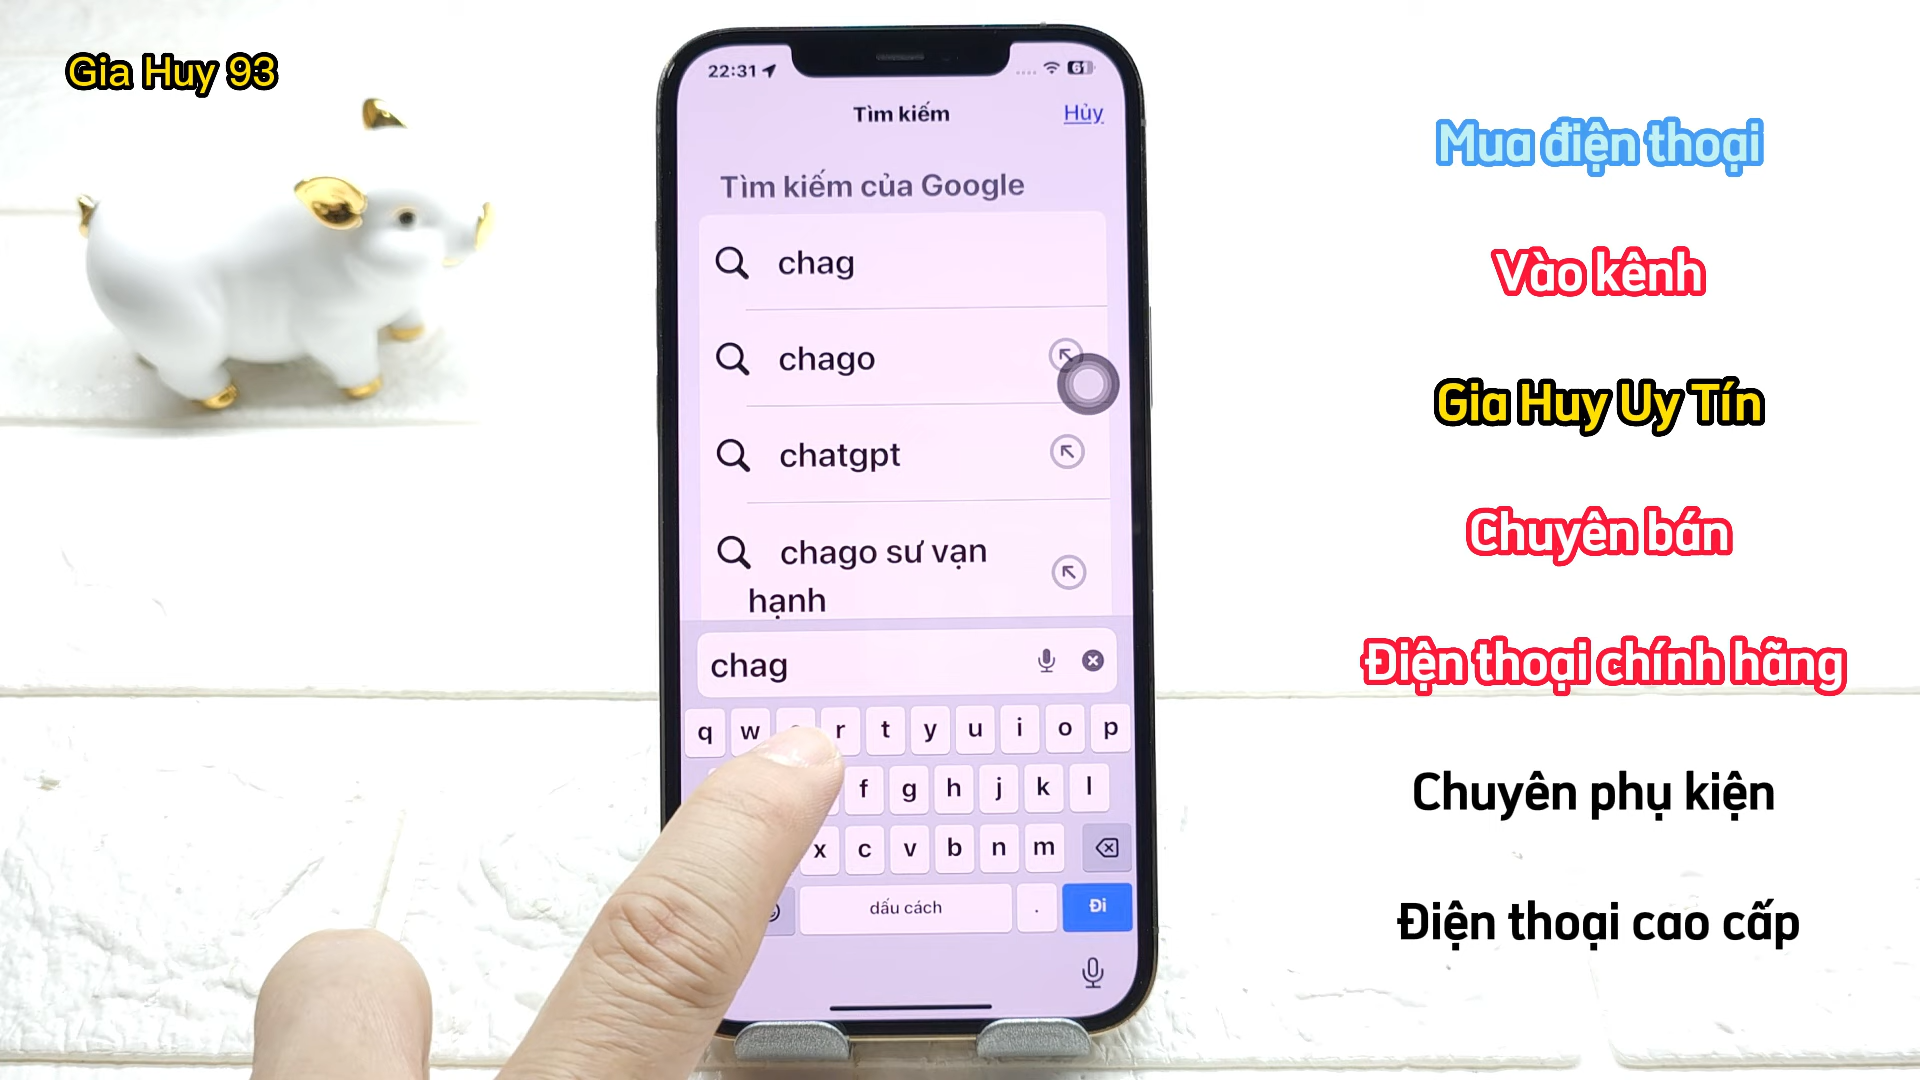 Gia Huy 93
22:31
61
Tìm kiếm
Hủy
Tìm kiếm của Google
chag
chago
chatgpt
chago sư vạn
hạnh
chag
q w r t y u i o p
f g h j k l
x c v b n m
dấu cách
.
Đi
Mua điện thoại
Vào kênh
Gia Huy Uy Tín
Chuyên bán
Điện thoại chính hãng
Chuyên phụ kiện
Điện thoại cao cấp